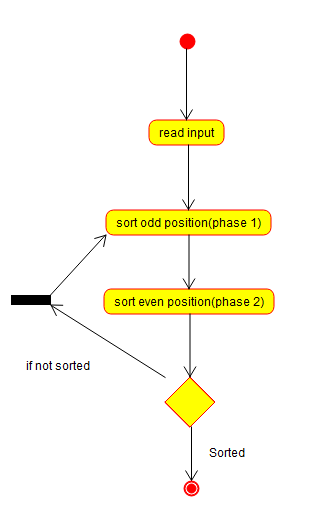 read input
sort odd position(phase 1)
sort even position(phase 2)
if not sorted
Sorted